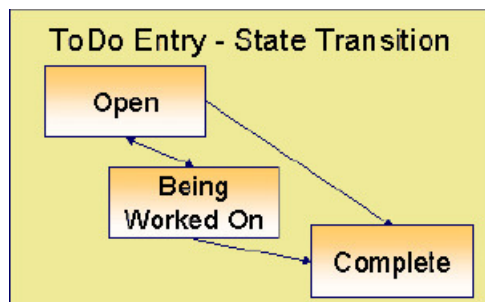 ToDo Entry - State Transition
Open
Being
Worked On
Complete